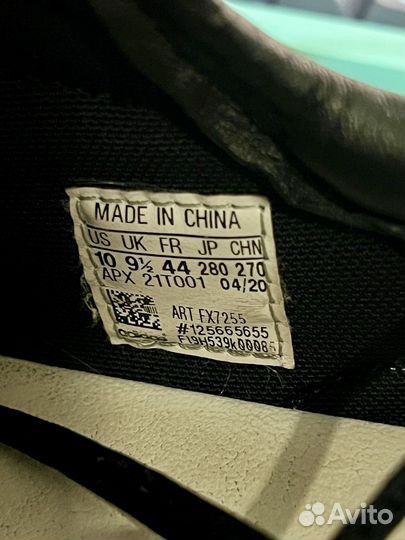 MADE IN CHINA
US UK FR JP CHN
10 9½ 44 280 270
APX 21T001 04/20
ART FX7255
#125665655
adidas F19H539K00085
Avito